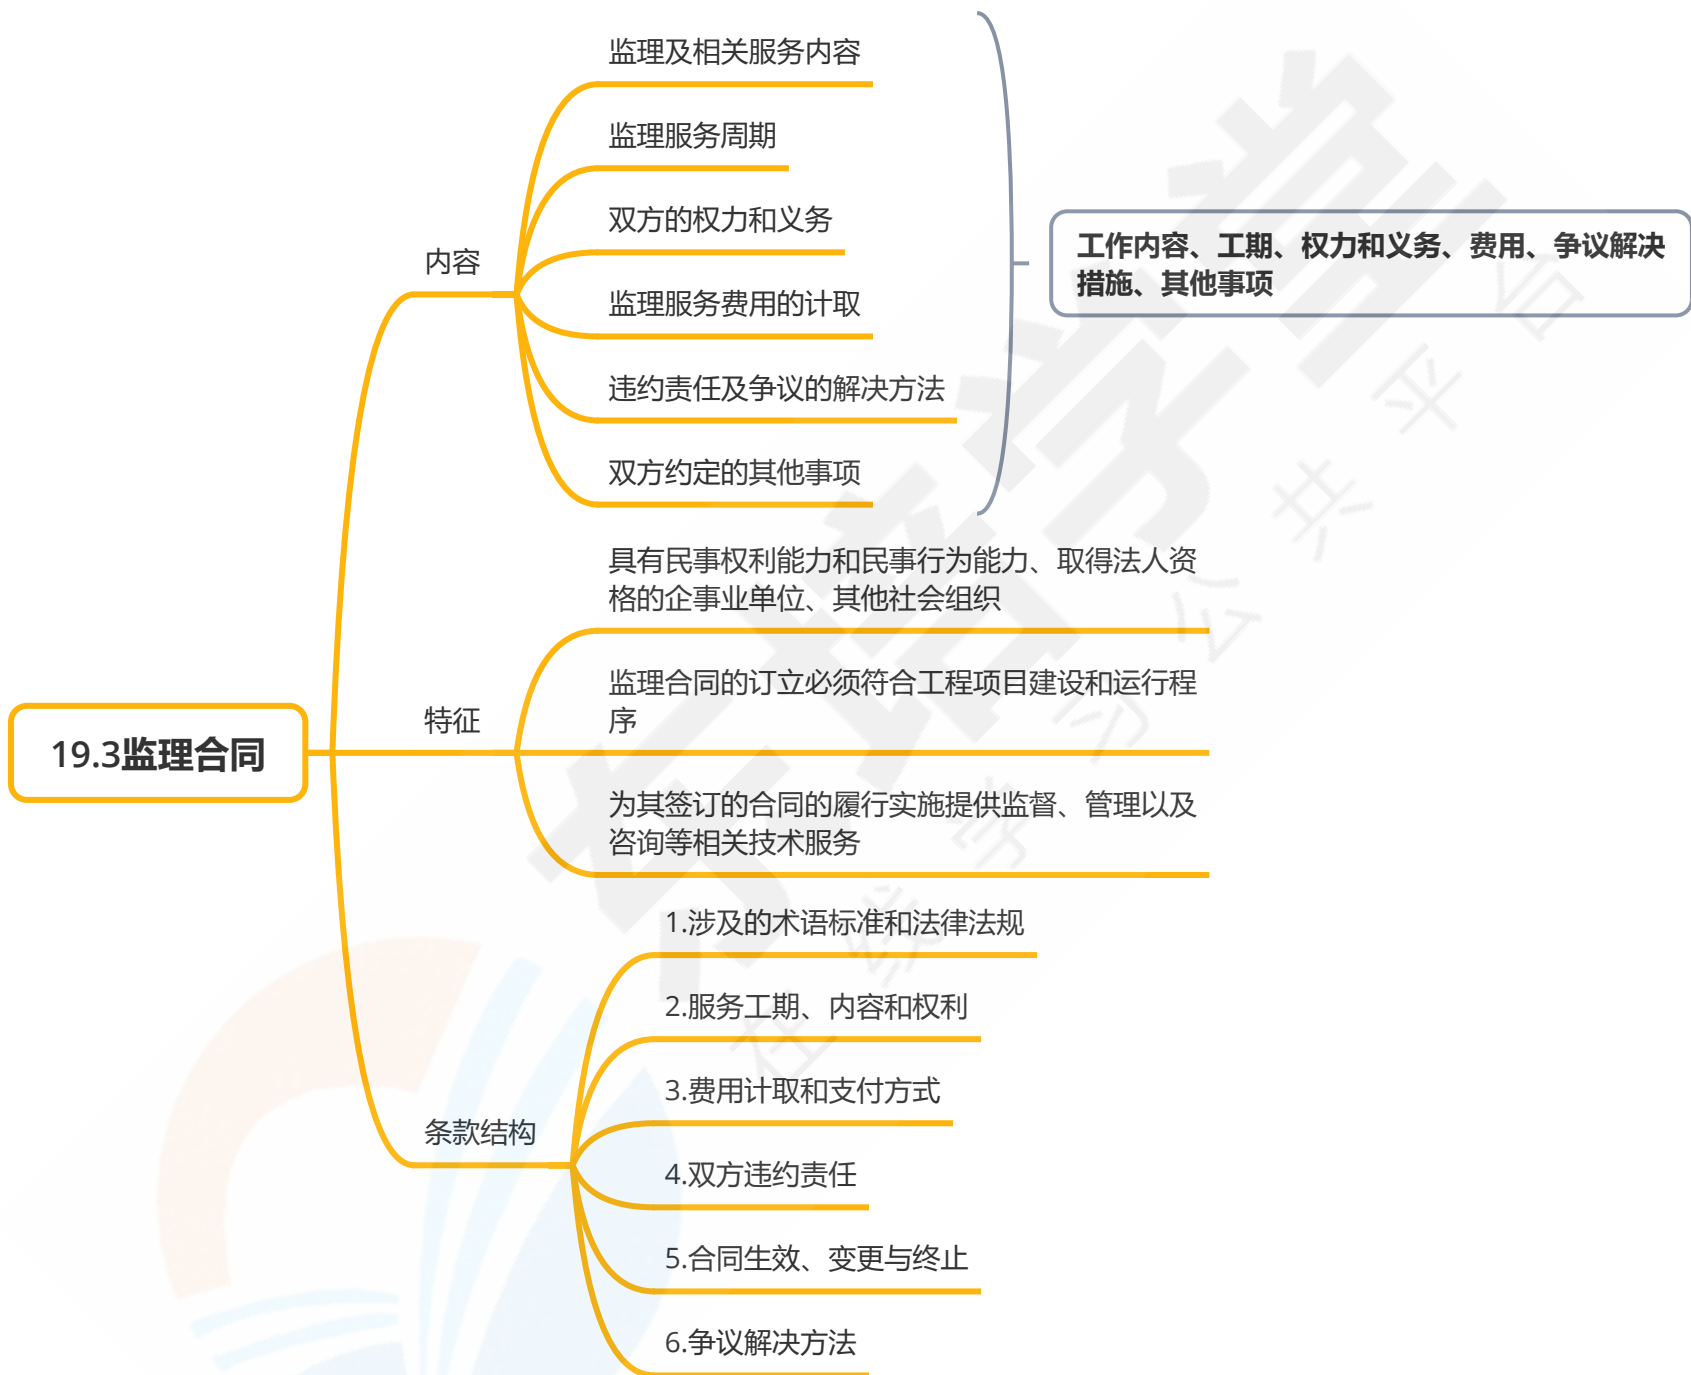 监理及相关服务内容
监理服务周期
双方的权力和义务
内容
监理服务费用的计取
违约责任及争议的解决方法
双方约定的其他事项
工作内容、工期、权力和义务、费用、争议解决
措施、其他事项
具有民事权利能力和民事行为能力、取得法人资
格的企事业单位、其他社会组织
监理合同的订立必须符合工程项目建设和运行程
序
特征
19.3监理合同
为其签订的合同的履行实施提供监督、管理以及
咨询等相关技术服务
1.涉及的术语标准和法律法规
2.服务工期、内容和权利
3.费用计取和支付方式
条款结构
4.双方违约责任
5.合同生效、变更与终止
6.争议解决方法
在线学习公共平台